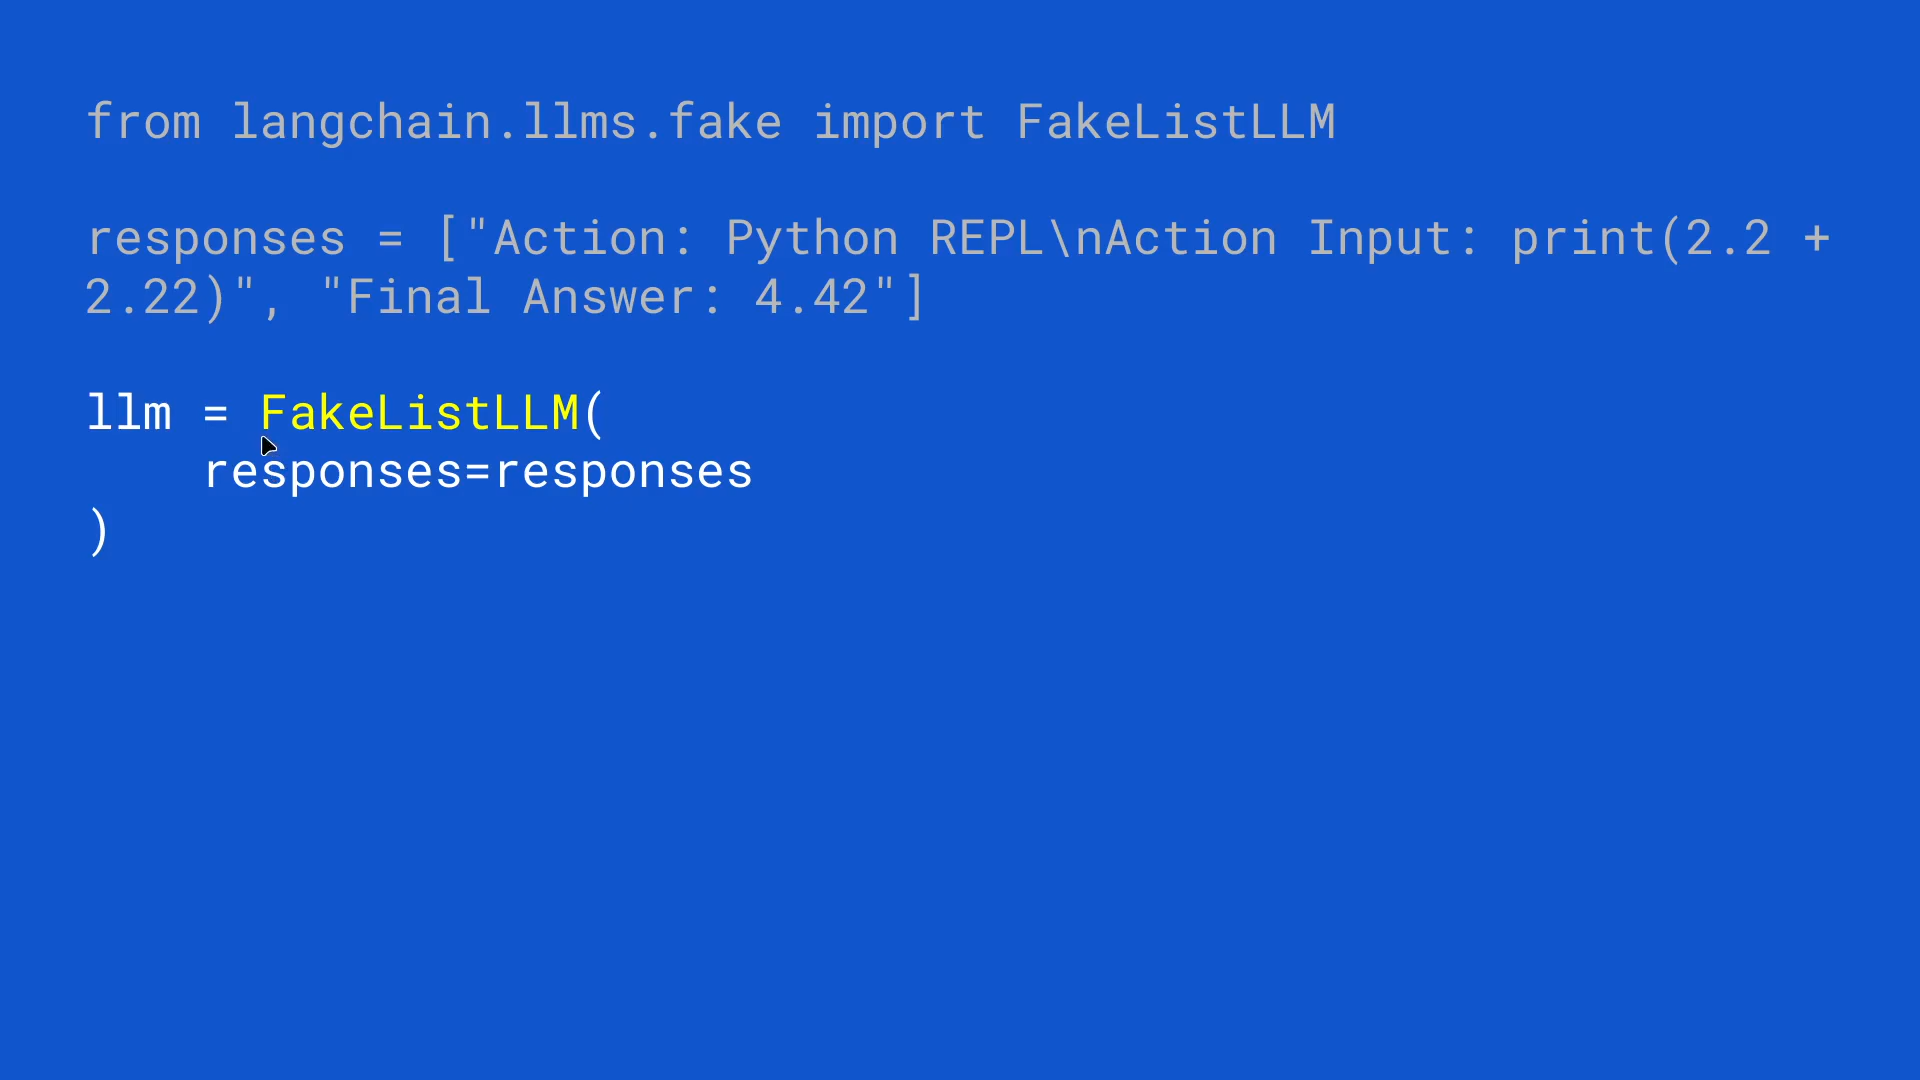 from langchain.llms.fake import FakeListLLM
responses = ["Action: Python REPL\nAction Input: print(2.2 +
2.22)", "Final Answer: 4.42"]
llm = FakeListLLM(
    responses=responses
)